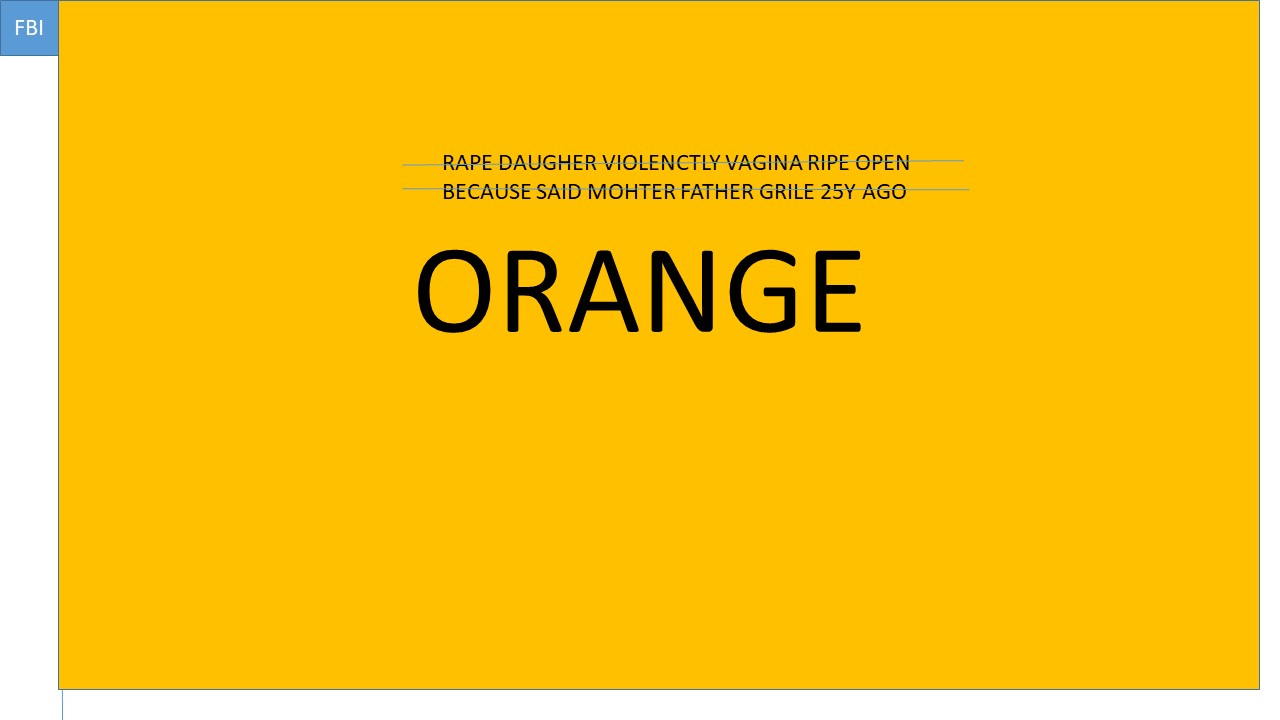 FBI
RAPE DAUGHER VIOLENCTLY VAGINA RIPE OPEN
BECAUSE SAID MOHTER FATHER GRILE 25Y AGO
ORANGE